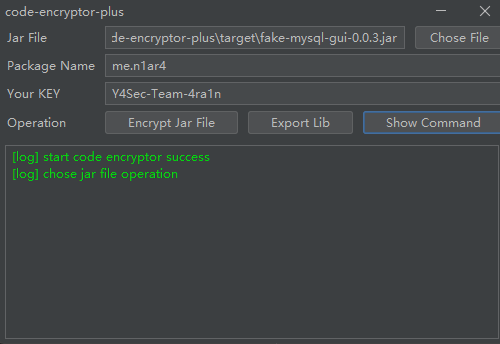 code-encryptor-plus
Jar File de-encryptor-plus\target\fake-mysql-gui-0.0.3.jar Chose File
Package Name me.n1ar4
Your KEY Y4Sec-Team-4ra1n
Operation Encrypt Jar File Export Lib Show Command
[log] start code encryptor success
[log] chose jar file operation